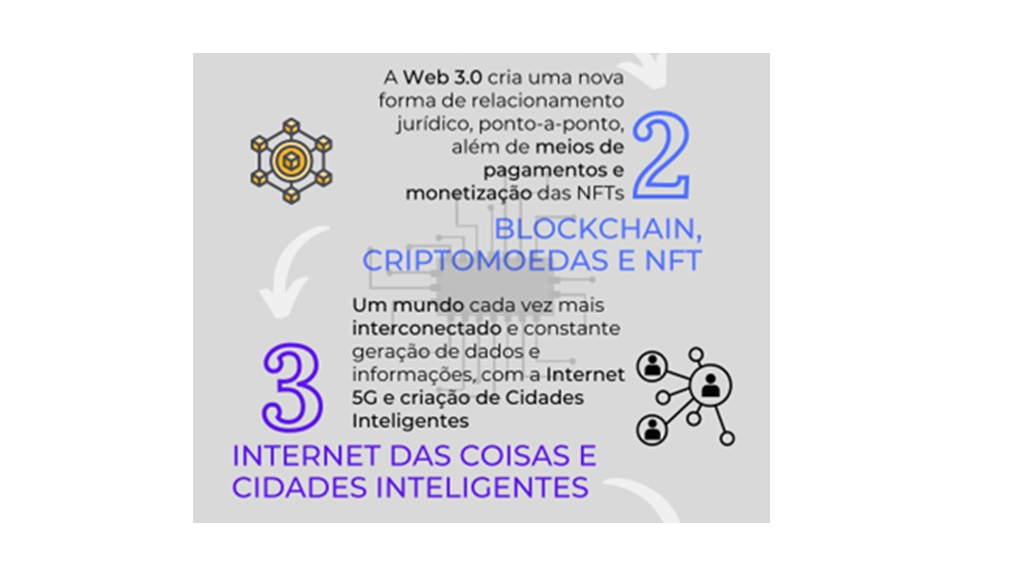 A Web 3.0 cria uma nova
forma de relacionamento
jurídico, ponto-a-ponto,
além de meios de
pagamentos e
monetização das NFTs
2
BLOCKCHAIN,
CRIPTOMOEDAS E NFT
Um mundo cada vez mais
interconectado e constante
geração de dados e
informações, com a Internet
5G e criação de Cidades
Inteligentes
3
INTERNET DAS COISAS E
CIDADES INTELIGENTES